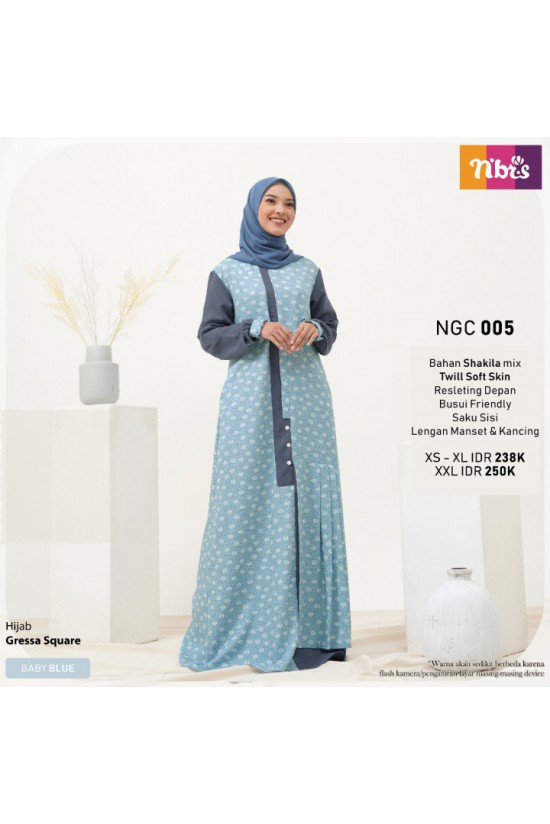 nibr's
NGC 005
Bahan Shakila mix
Twill Soft Skin
Resleting Depan
Busui Friendly
Saku Sisi
Lengan Manset & Kancing
XS - XL IDR 238K
XXL IDR 250K
Hijab
Gressa Square
BABY BLUE
*Warna akan sedikit berbeda karena
flash kamera/pengaturan layar masing-masing device